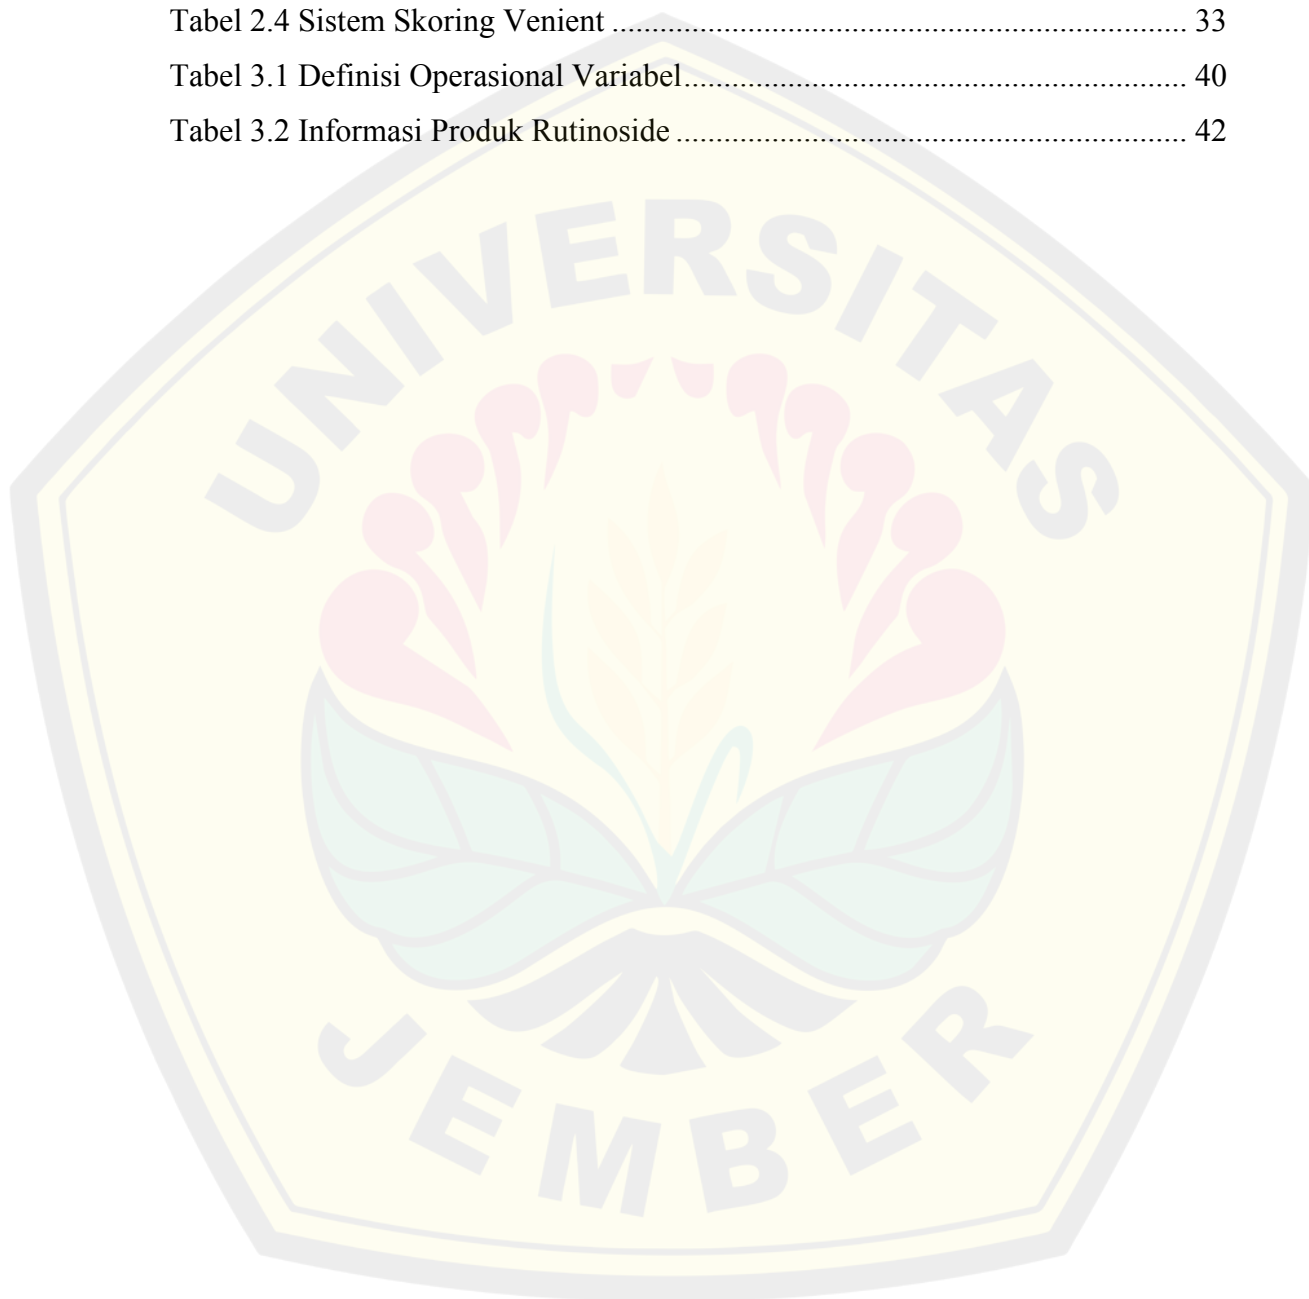 Tabel 2.4 Sistem Skoring Venient ........................................................................ 33
Tabel 3.1 Definisi Operasional Variabel............................................................... 40
Tabel 3.2 Informasi Produk Rutinoside ................................................................ 42
UNIVERSITAS
JEMBER